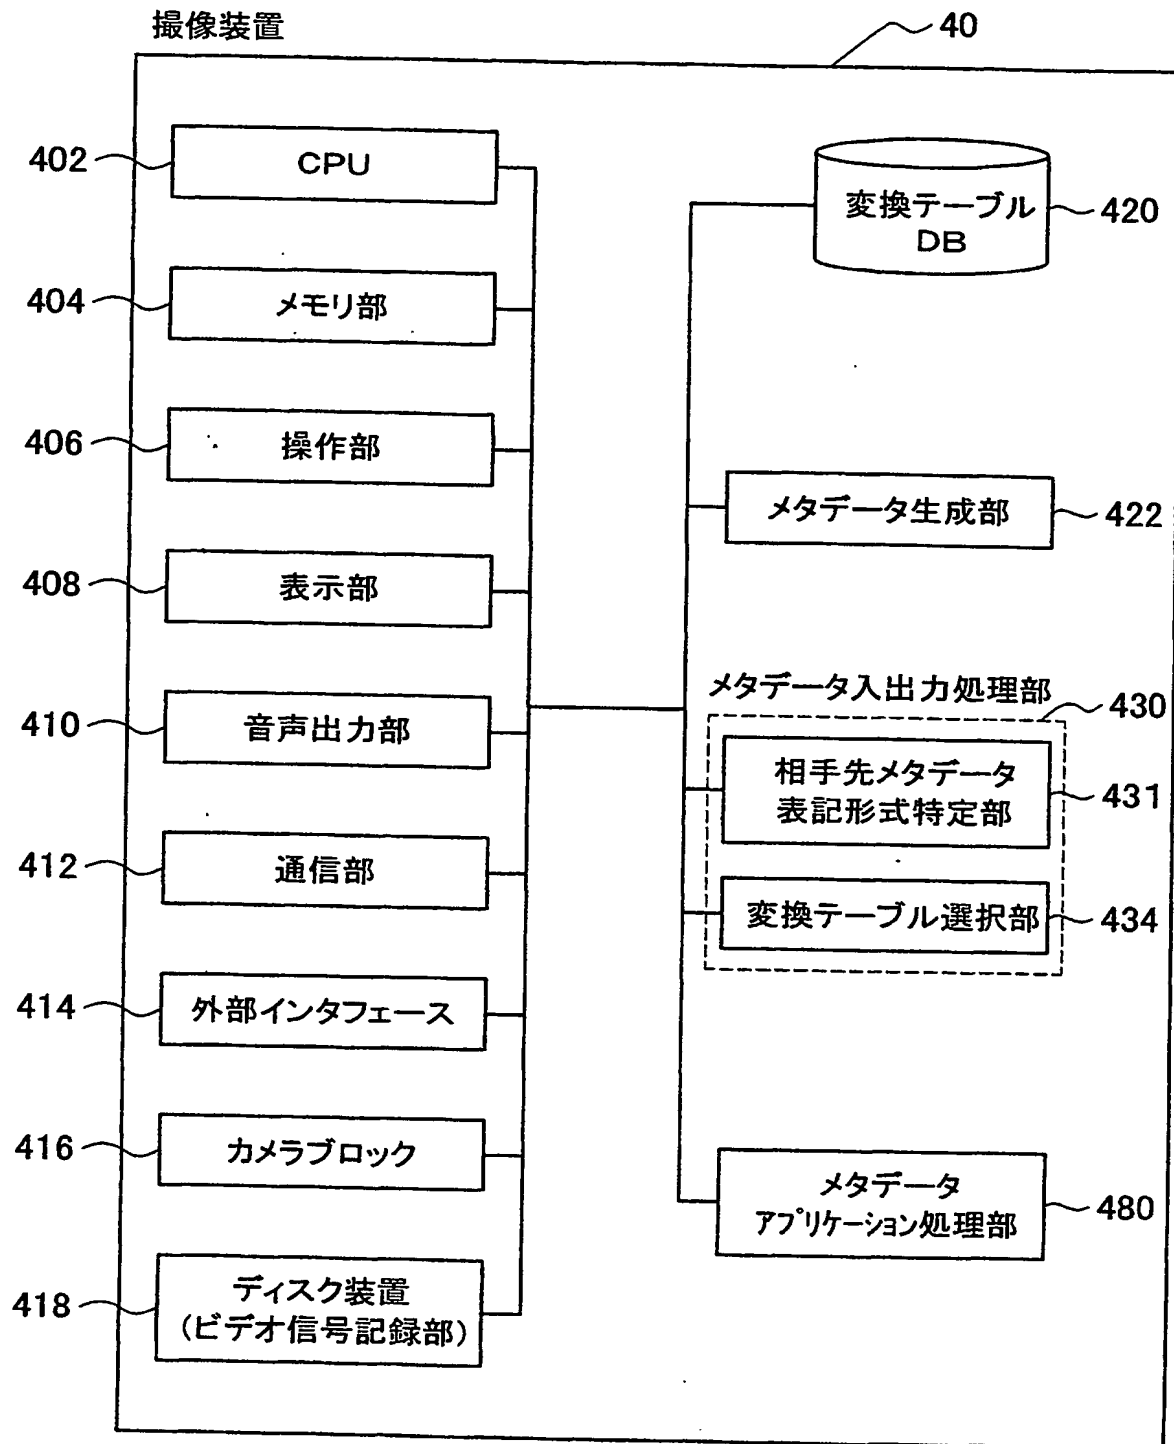 撮像装置
40
402
CPU
404
メモリ部
406
操作部
408
表示部
410
音声出力部
412
通信部
414
外部インタフェース
416
カメラブロック
418
ディスク装置
(ビデオ信号記録部)
変換テーブル
DB
420
メタデータ生成部
422
メタデータ入出力処理部
430
相手先メタデータ
表記形式特定部
431
変換テーブル選択部
434
メタデータ
アプリケーション処理部
480